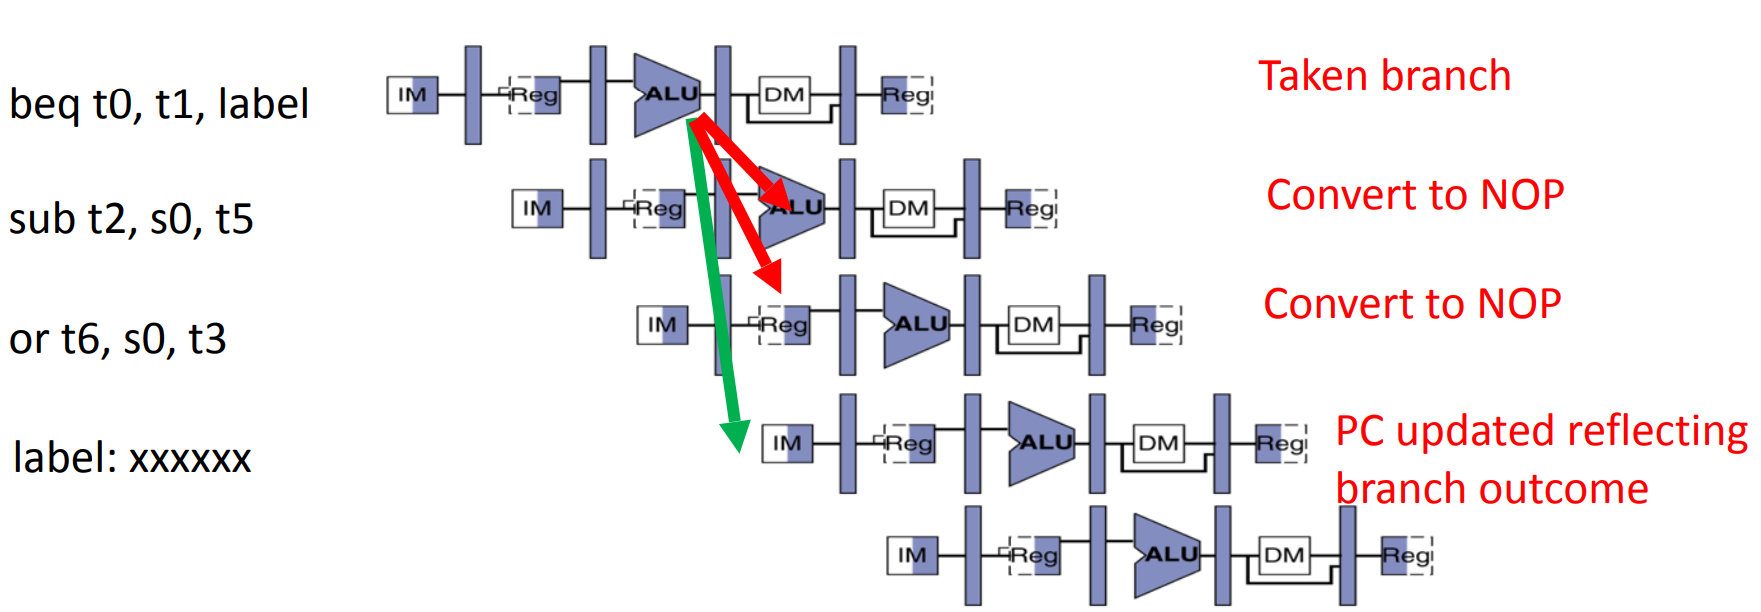 beq t0, t1, label
IM
Reg
ALU
DM
Reg
Taken branch
sub t2, s0, t5
IM
Reg
ALU
DM
Reg
Convert to NOP
or t6, s0, t3
IM
Reg
ALU
DM
Reg
Convert to NOP
label: xxxxxx
IM
Reg
ALU
DM
Reg
PC updated reflecting
branch outcome
IM
Reg
ALU
DM
Reg